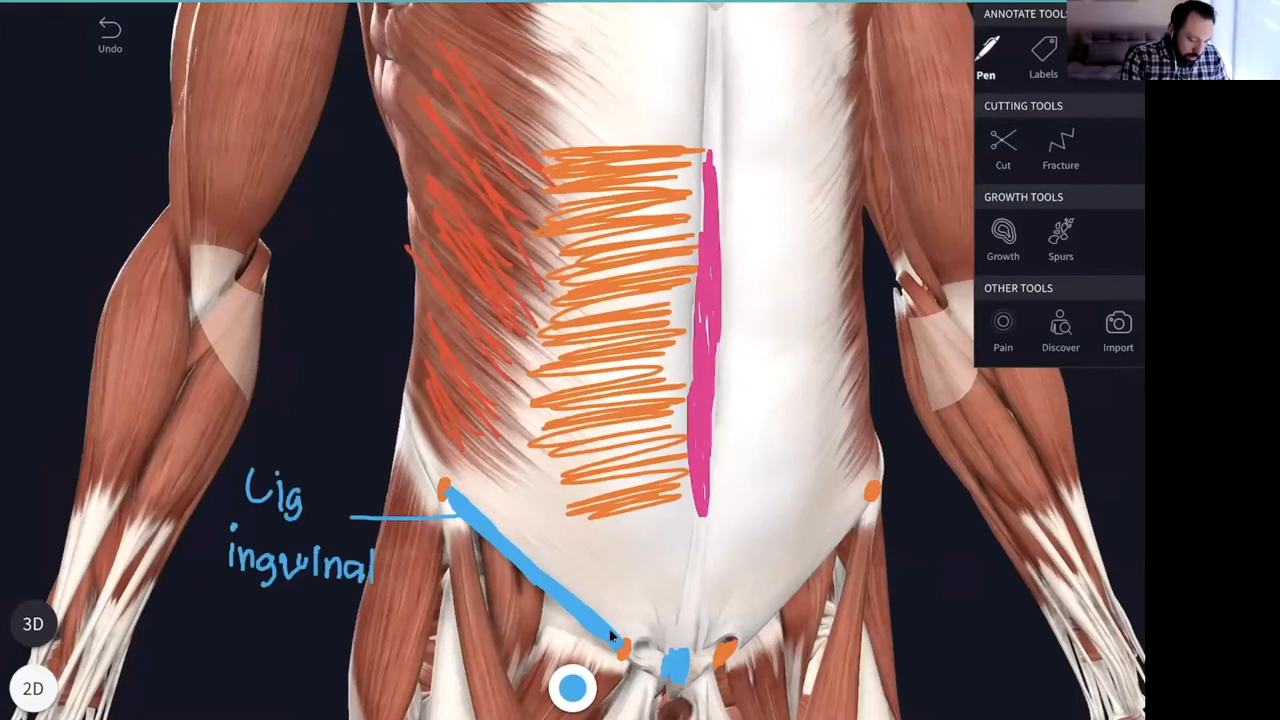 Undo
ANNOTATE TOOLS
Pen
Labels
CUTTING TOOLS
Cut
Fracture
GROWTH TOOLS
Growth
Spurs
OTHER TOOLS
Pain
Discover
Import
Lig
inguinal
3D
2D